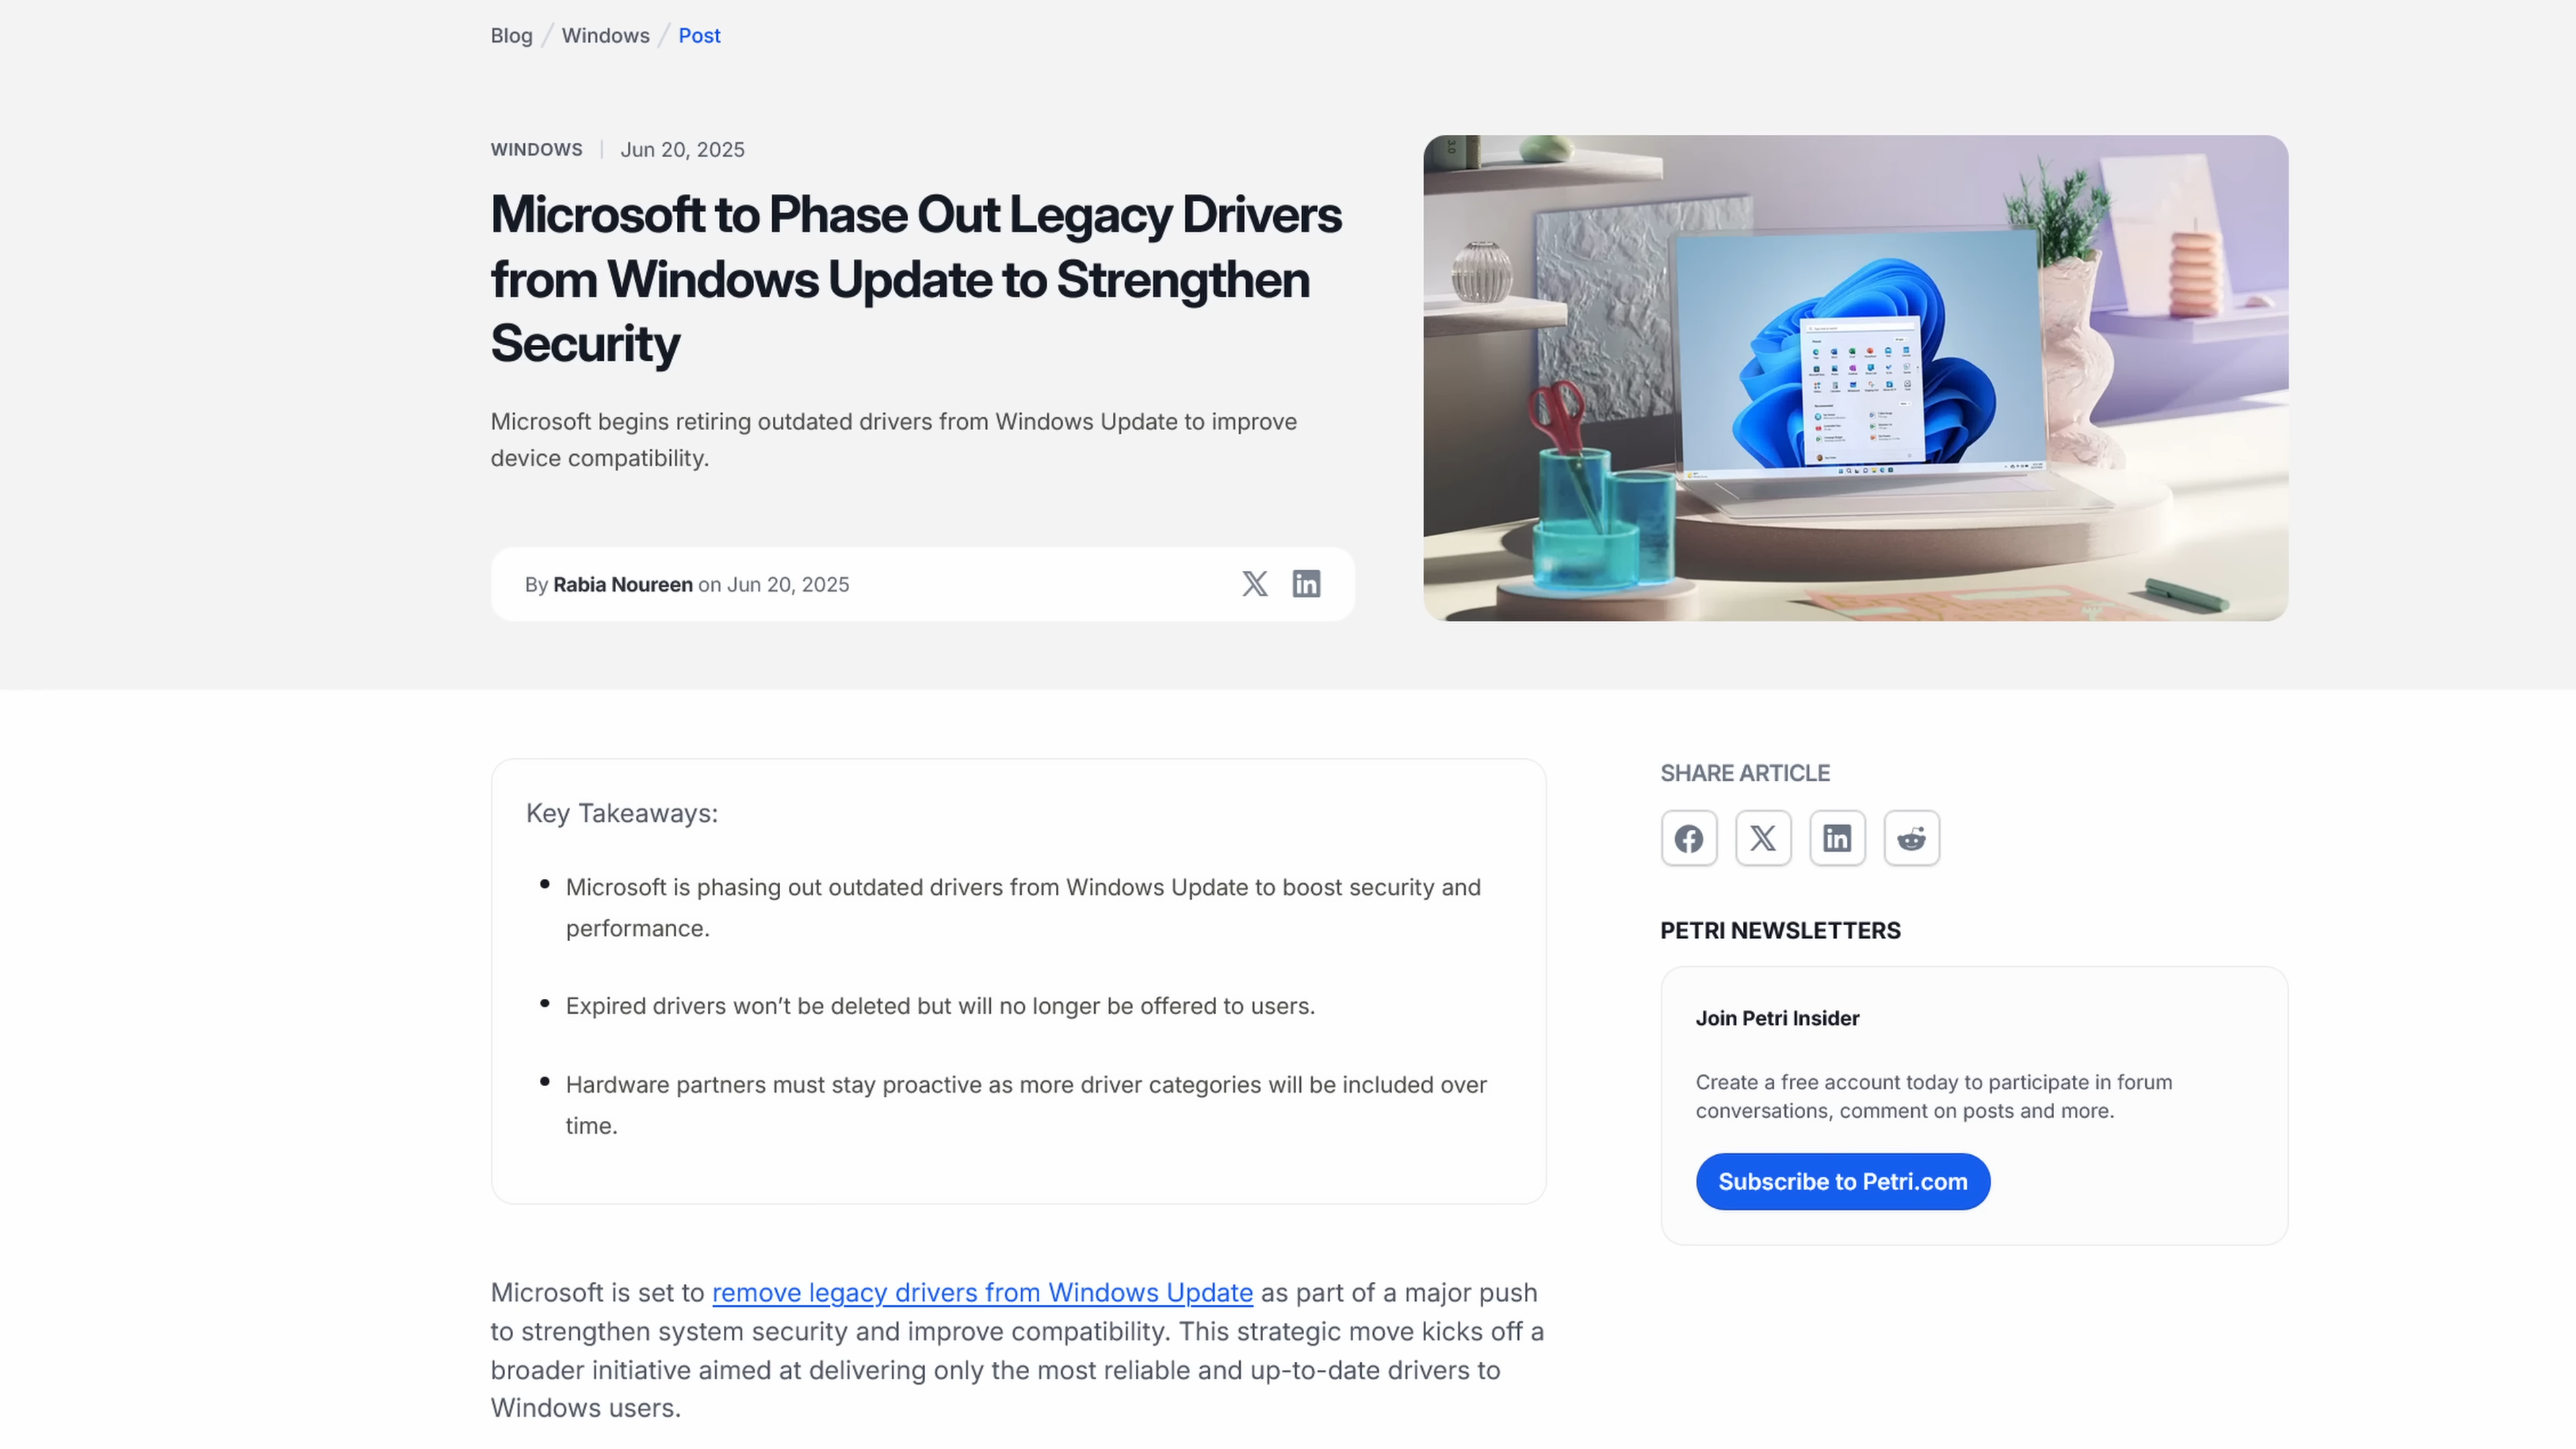 Blog / Windows / Post
WINDOWS | Jun 20, 2025
Microsoft to Phase Out Legacy Drivers
from Windows Update to Strengthen
Security
Microsoft begins retiring outdated drivers from Windows Update to improve
device compatibility.
By Rabia Noureen on Jun 20, 2025
Key Takeaways:
• Microsoft is phasing out outdated drivers from Windows Update to boost security and
performance.
• Expired drivers won’t be deleted but will no longer be offered to users.
• Hardware partners must stay proactive as more driver categories will be included over
time.
Microsoft is set to remove legacy drivers from Windows Update as part of a major push
to strengthen system security and improve compatibility. This strategic move kicks off a
broader initiative aimed at delivering only the most reliable and up-to-date drivers to
Windows users.
SHARE ARTICLE
PETRI NEWSLETTERS
Join Petri Insider
Create a free account today to participate in forum
conversations, comment on posts and more.
Subscribe to Petri.com